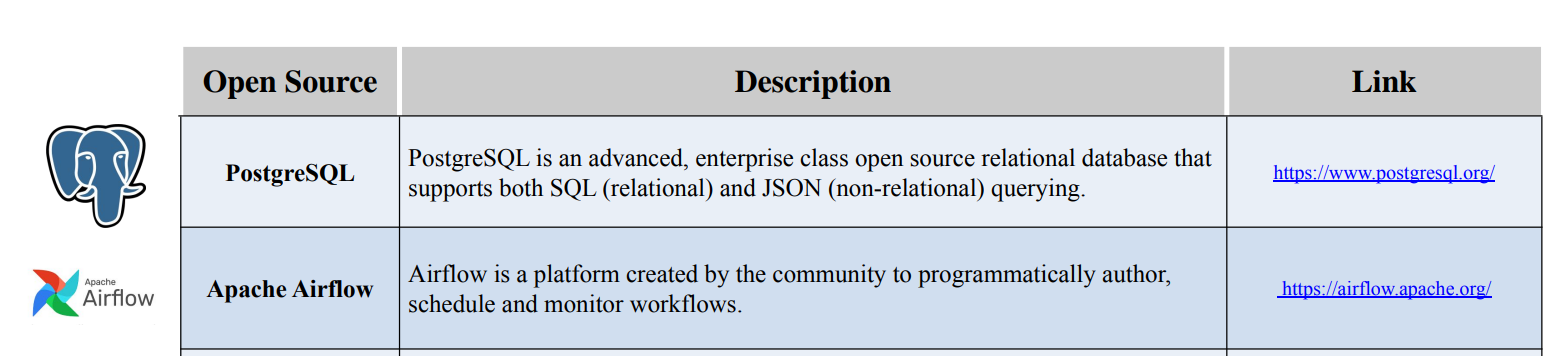 Open Source Description Link
PostgreSQL
PostgreSQL is an advanced, enterprise class open source relational database that
supports both SQL (relational) and JSON (non-relational) querying.
https://www.postgresql.org/
Apache
Airflow
Apache Airflow
Airflow is a platform created by the community to programmatically author,
schedule and monitor workflows.
https://airflow.apache.org/